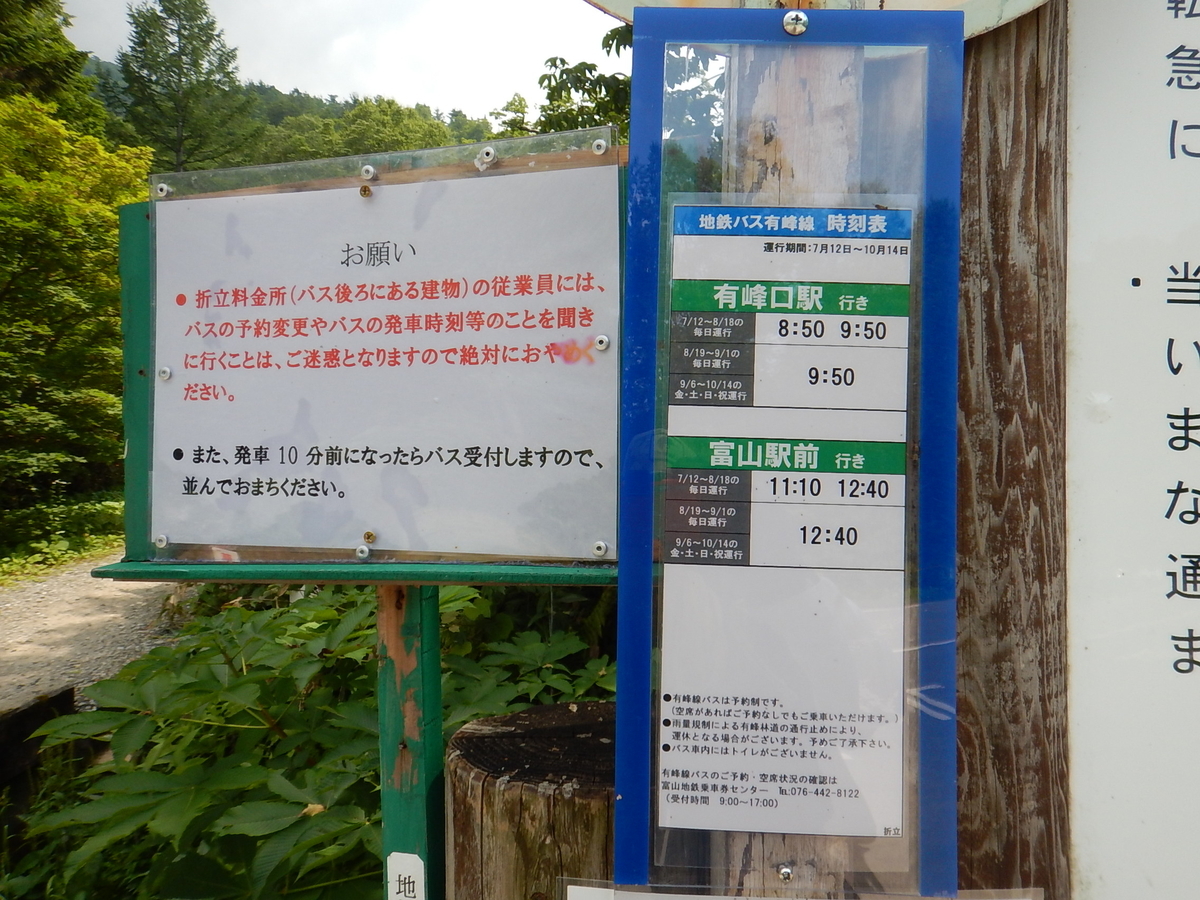 お願い
● 折立料金所(バス後ろにある建物)の従業員には、
バスの予約変更やバスの発車時刻等のことを聞き
に行くことは、ご迷惑となりますので絶対におやめく
ださい。
● また、発車 10 分前になったらバス受付しますので、
並んでおまちください。
地
地鉄バス有峰線 時刻表
運行期間:7月12日~10月14日
有峰口駅 行き
7/12~8/18の
毎日運行
8:50 9:50
8/19~9/1の
毎日運行
9/6~10/14の
金・土・日・祝運行
9:50
富山駅前 行き
7/12~8/18の
毎日運行
11:10 12:40
8/19~9/1の
毎日運行
9/6~10/14の
金・土・日・祝運行
12:40
●有峰線バスは予約制です。
(空席があればご予約なしでもご乗車いただけます。)
●雨量規制による有峰林道の通行止めにより、
運休となる場合がございます。予めご了承下さい。
●バス車内にはトイレがございません。
有峰線バスのご予約・空席状況の確認は
富山地鉄乗車券センター ℡:076-442-8122
(受付時間 9:00~17:00)
折立
転
急
に
・当
い
ま
な
通
ま